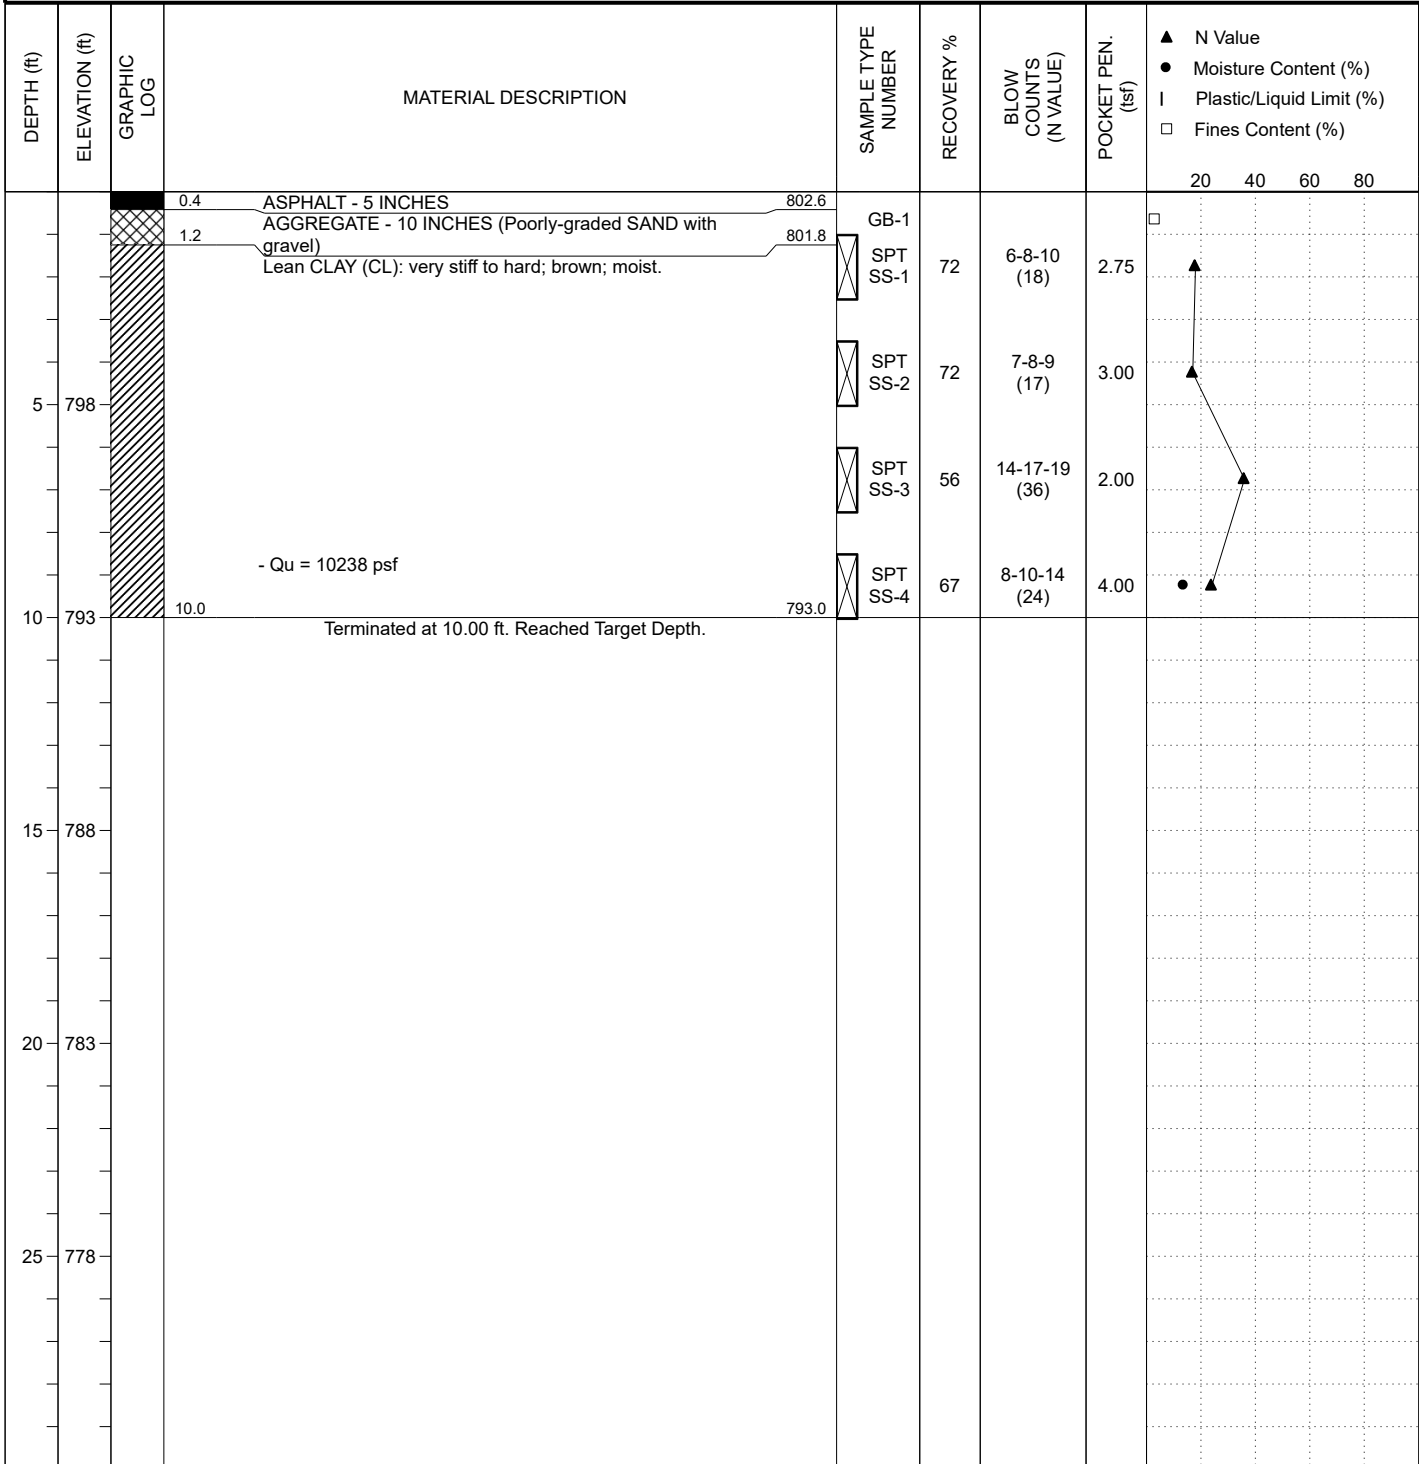 DEPTH (ft)
ELEVATION (ft)
GRAPHIC
LOG
MATERIAL DESCRIPTION
SAMPLE TYPE
NUMBER
RECOVERY %
BLOW
COUNTS
(N VALUE)
POCKET PEN.
(tsf)
▲ N Value
● Moisture Content (%)
| Plastic/Liquid Limit (%)
□ Fines Content (%)
20 40 60 80
0.4 ASPHALT - 5 INCHES 802.6
AGGREGATE - 10 INCHES (Poorly-graded SAND with
gravel)
1.2 801.8
GB-1
Lean CLAY (CL): very stiff to hard; brown; moist.
SPT
SS-1
72
6-8-10
(18)
2.75
SPT
SS-2
72
7-8-9
(17)
3.00
5 798
SPT
SS-3
56
14-17-19
(36)
2.00
- Qu = 10238 psf
SPT
SS-4
67
8-10-14
(24)
4.00
10 793
10.0 793.0
Terminated at 10.00 ft. Reached Target Depth.
15 788
20 783
25 778